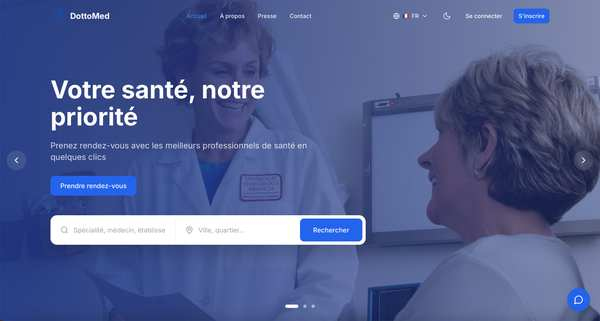 DottoMed
Accueil
À propos
Presse
Contact
FR
Se connecter
S'inscrire
Votre santé, notre
priorité
Prenez rendez-vous avec les meilleurs professionnels de santé en
quelques clics
Prendre rendez-vous
Spécialité, médecin, établisse
Ville, quartier...
Rechercher